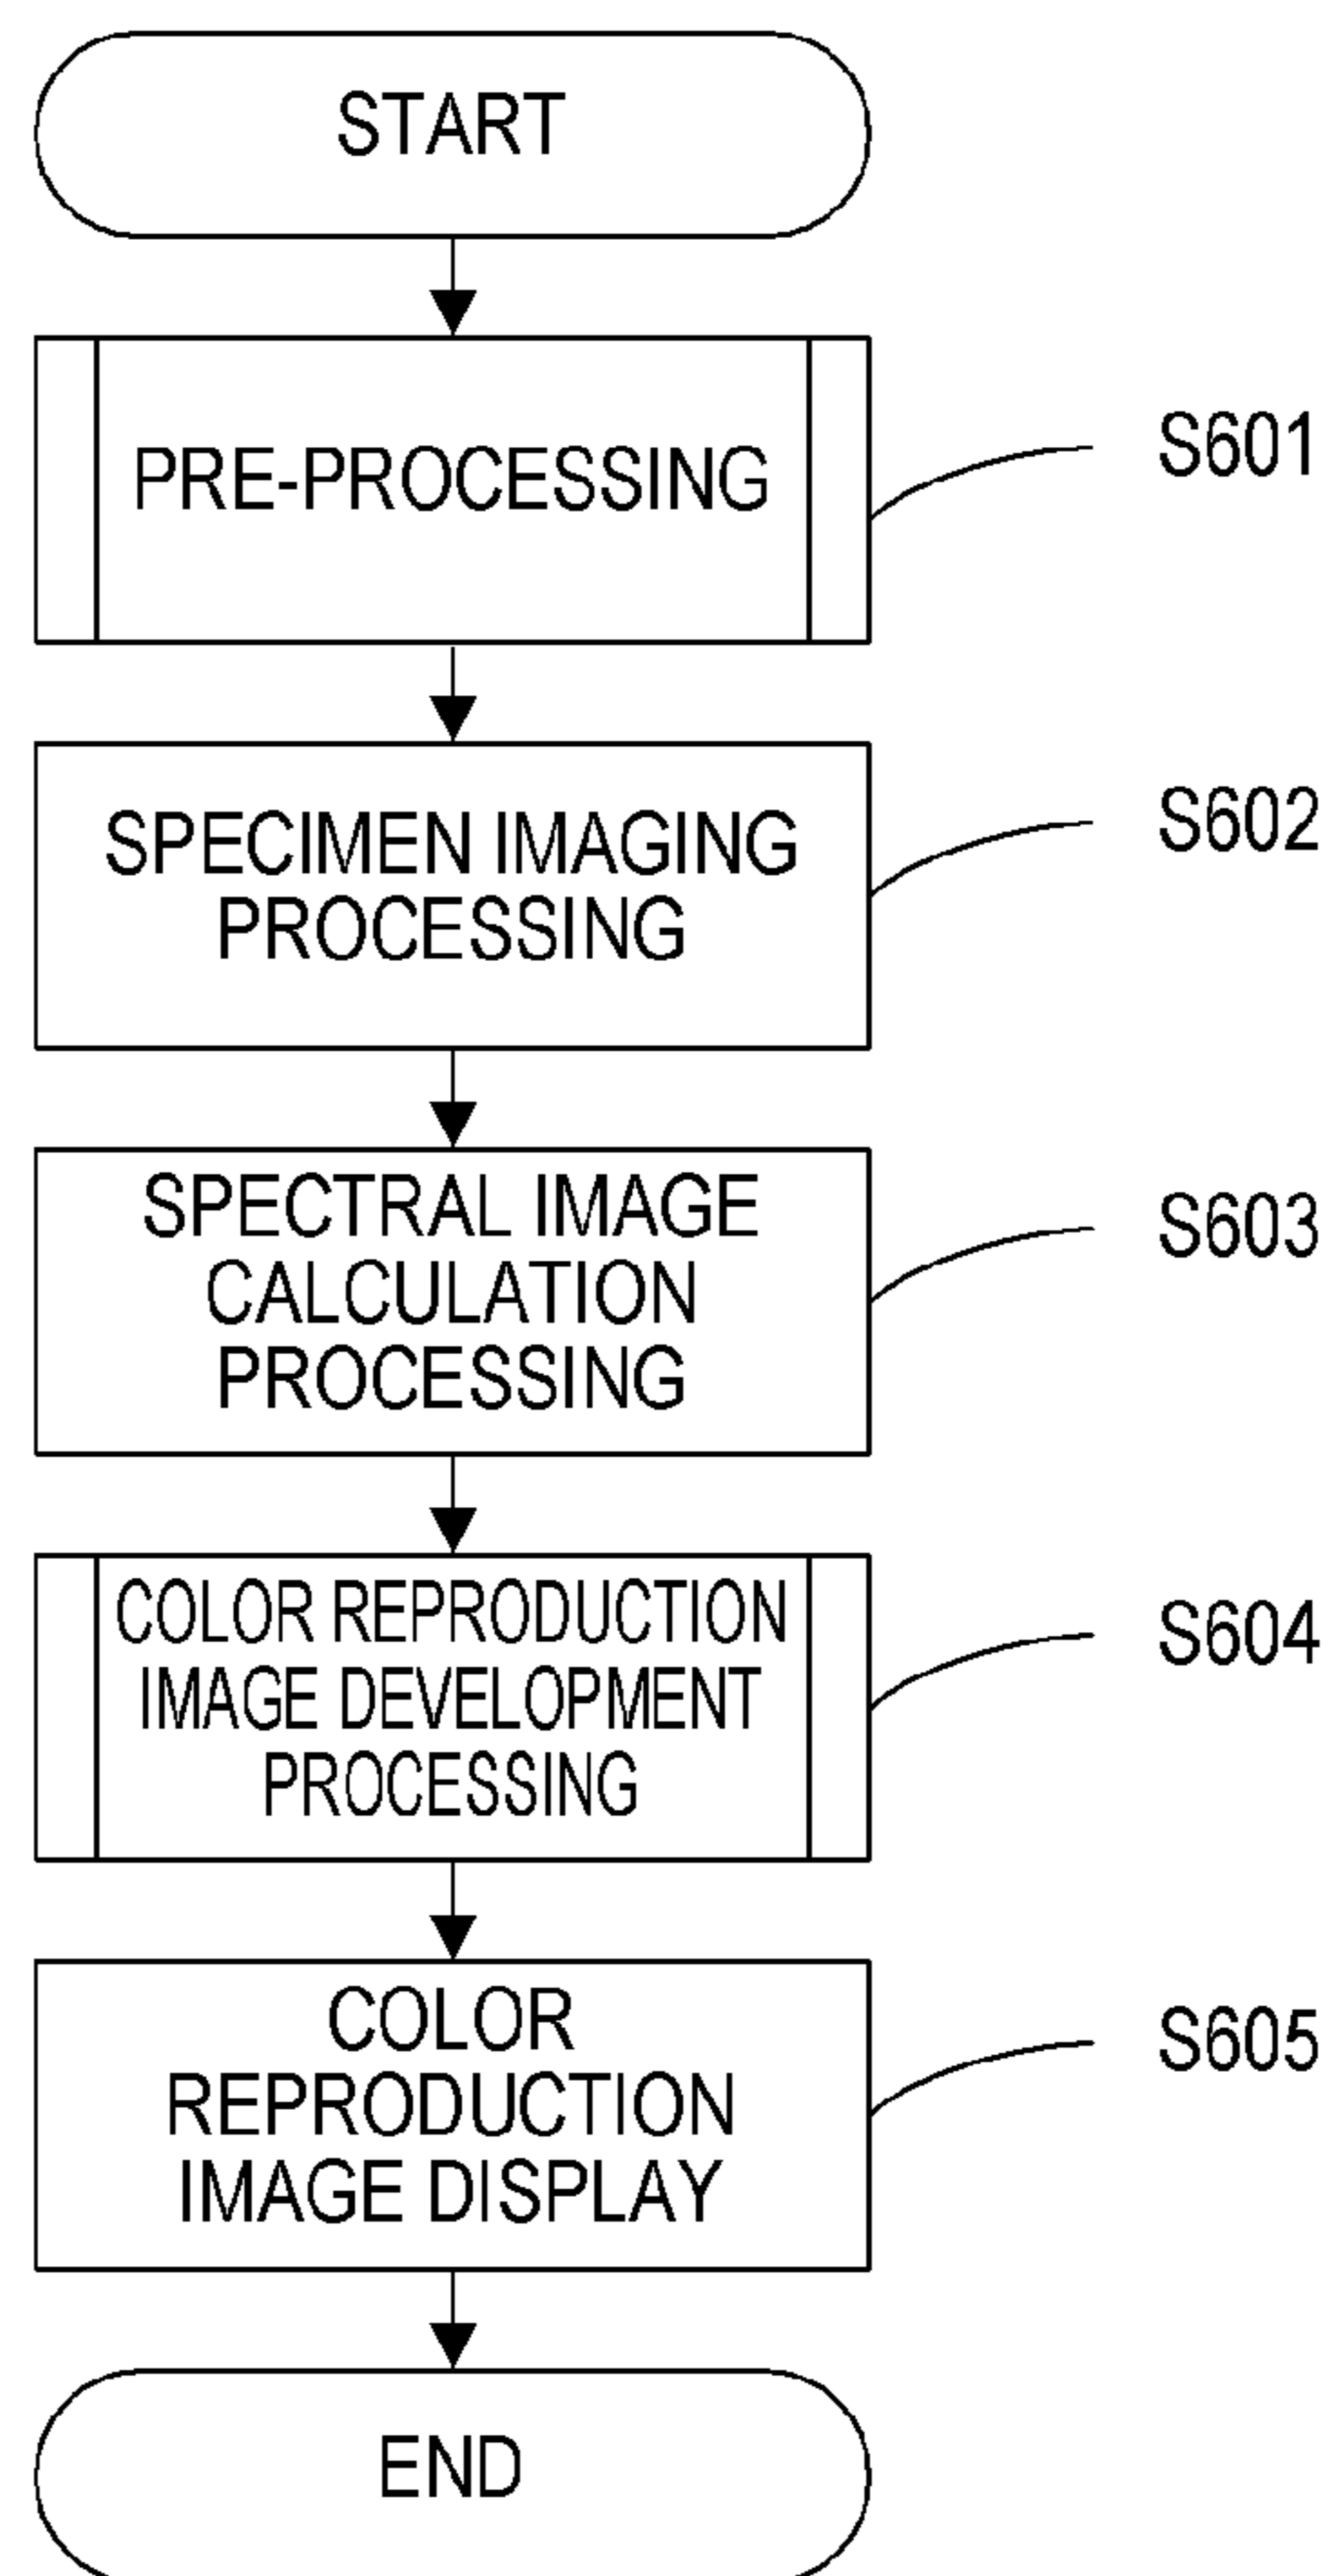 START
PRE-PROCESSING
S601
SPECIMEN IMAGING
PROCESSING
S602
SPECTRAL IMAGE
CALCULATION
PROCESSING
S603
COLOR REPRODUCTION
IMAGE DEVELOPMENT
PROCESSING
S604
COLOR
REPRODUCTION
IMAGE DISPLAY
S605
END